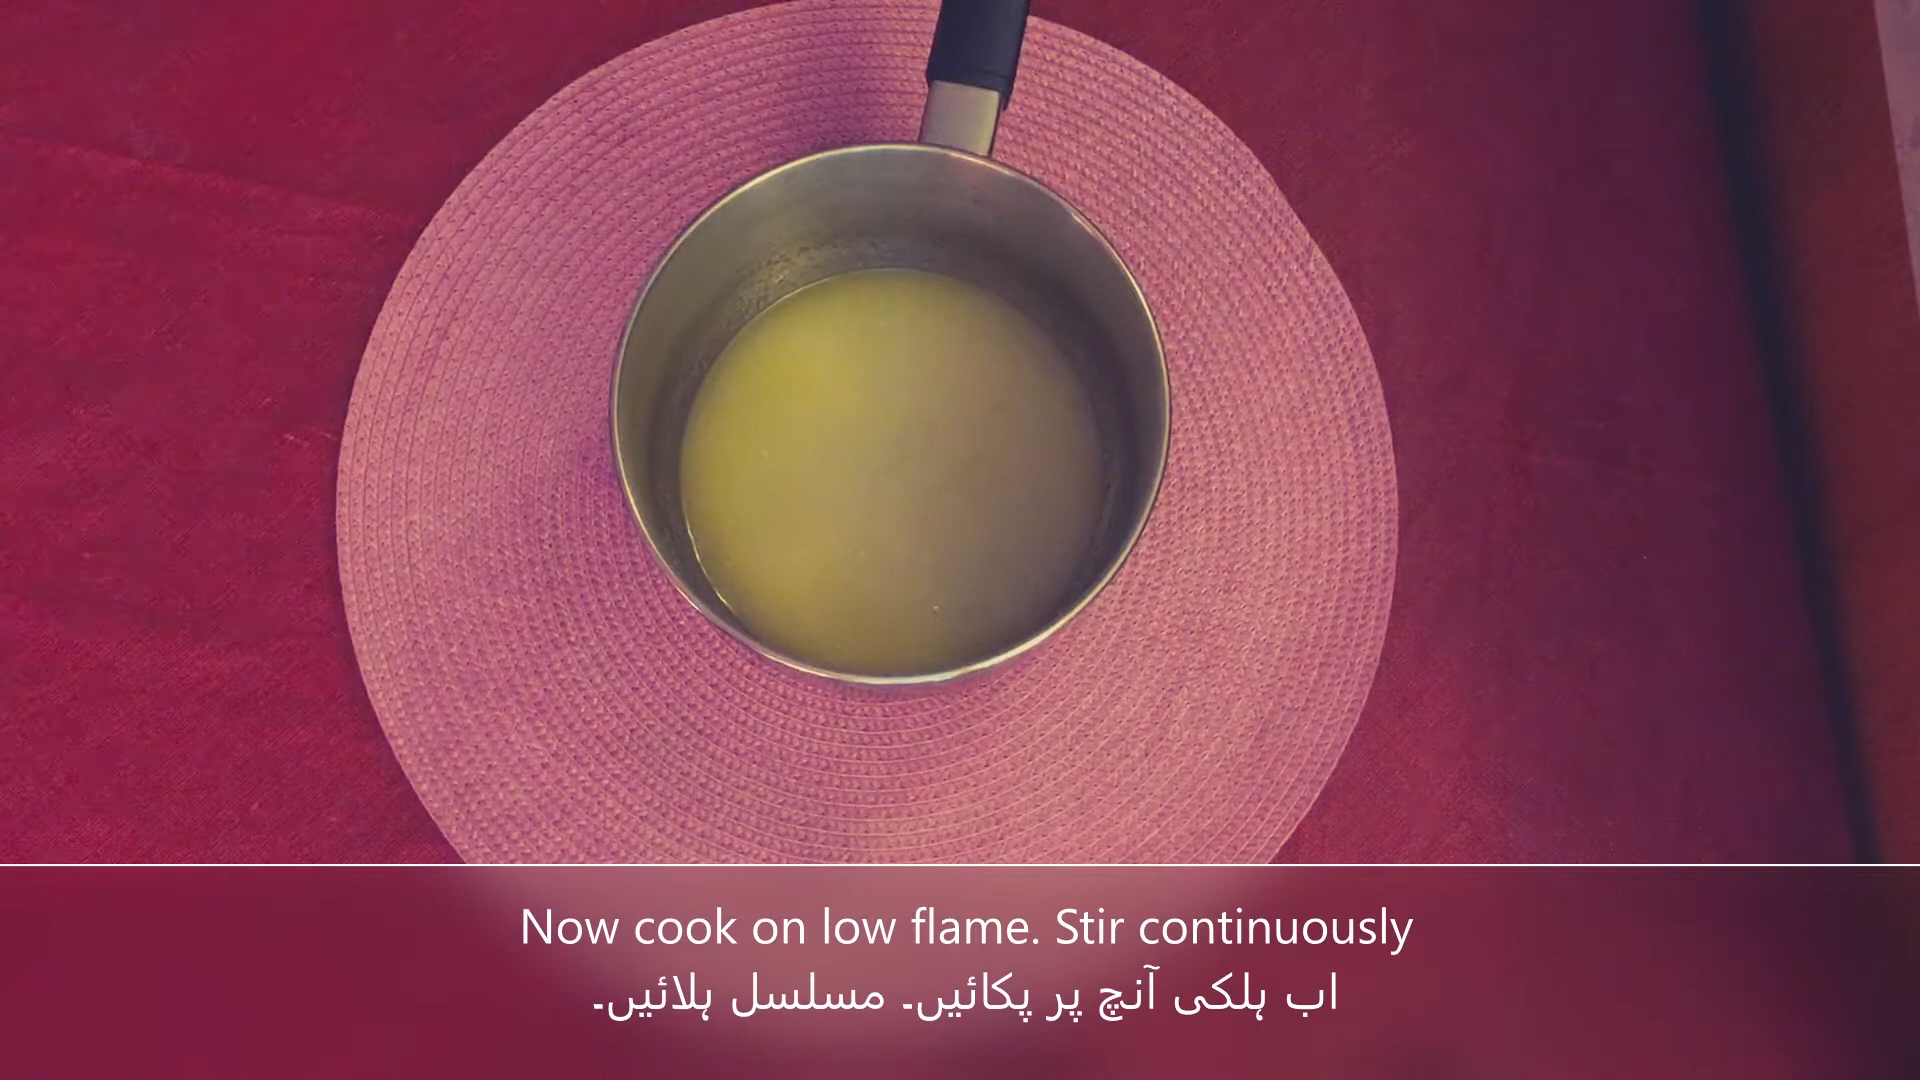 Now cook on low flame. Stir continuously
اب ہلکی آنچ پر پکائیں۔ مسلسل ہلائیں۔